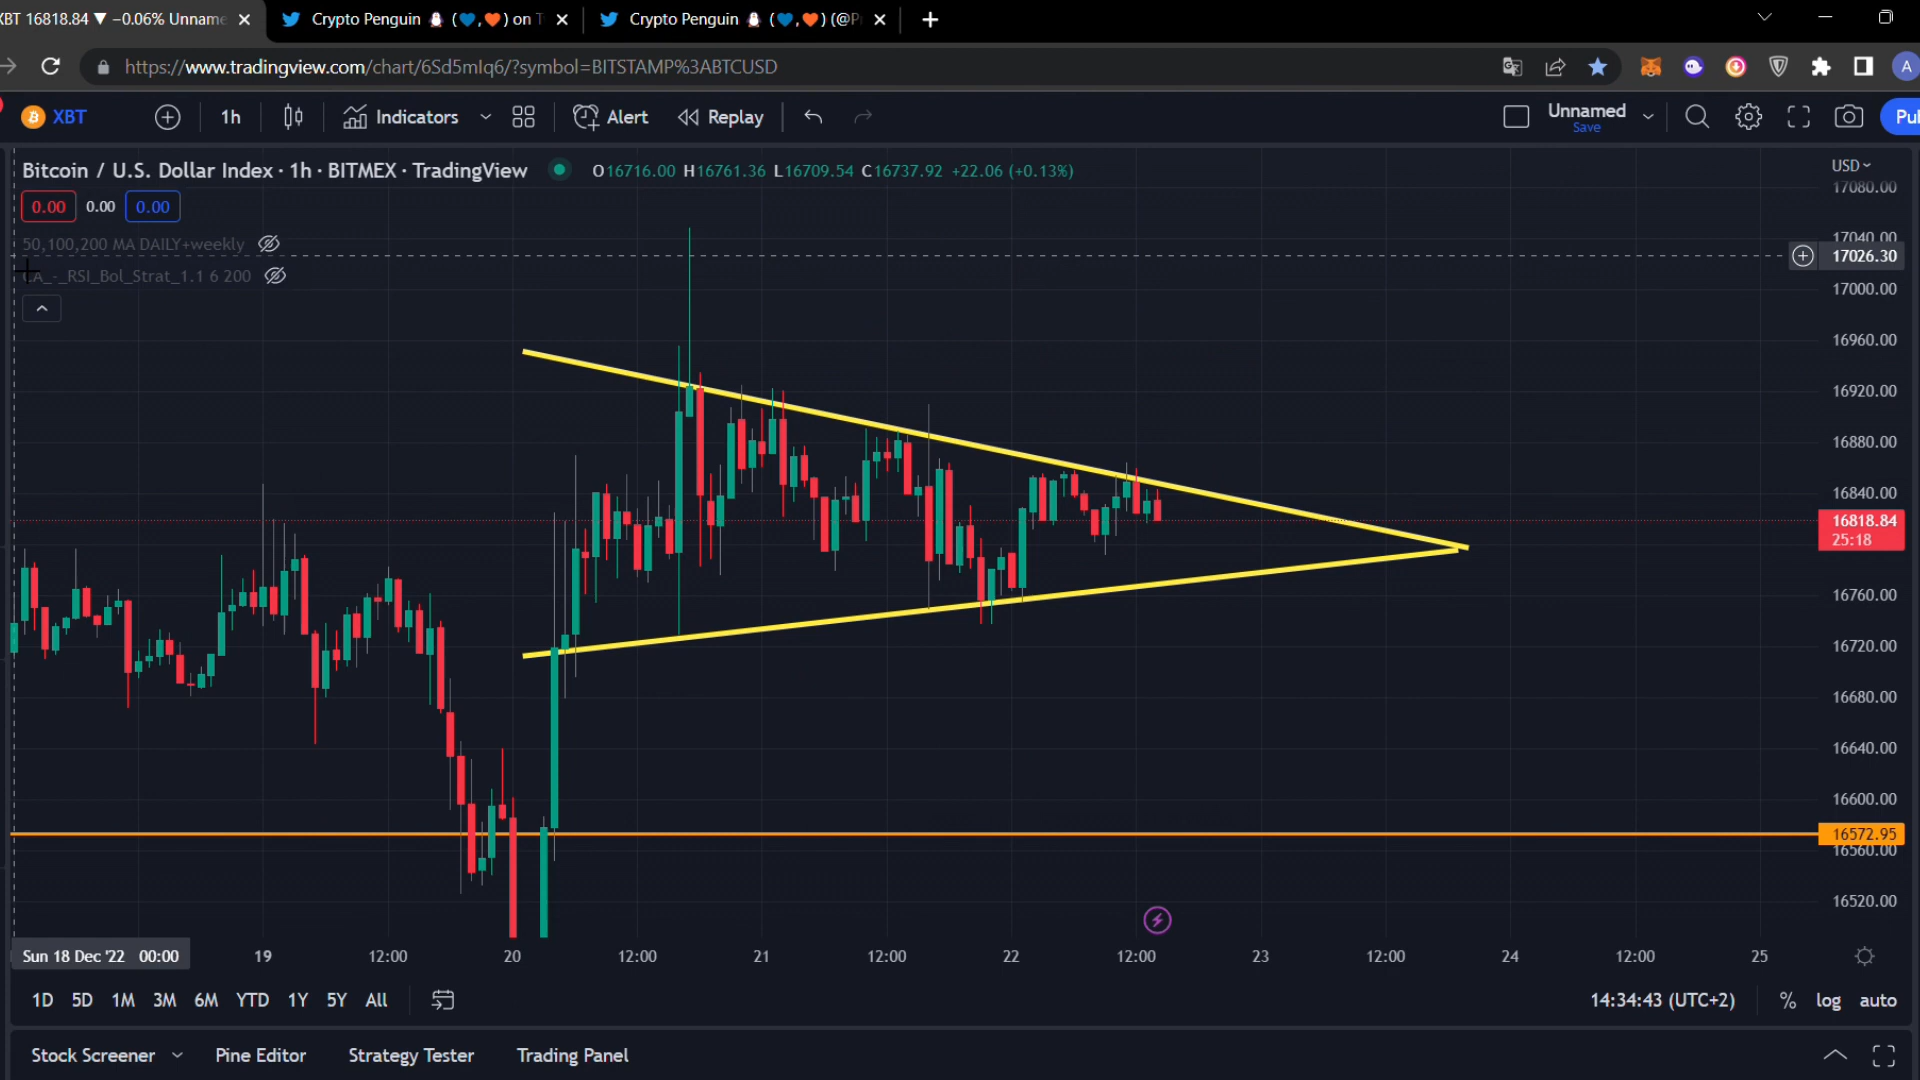 XBT 16818.84 ▼ −0.06% Unname
Crypto Penguin 🐧 (💙,🧡) on T
Crypto Penguin 🐧 (💙,🧡) (@P
https://www.tradingview.com/chart/6Sd5mIq6/?symbol=BITSTAMP%3ABTCUSD
A
XBT
1h
Indicators
Alert
Replay
Unnamed
Save
Pul
Bitcoin / U.S. Dollar Index · 1h · BITMEX · TradingView
O16716.00 H16761.36 L16709.54 C16737.92 +22.06 (+0.13%)
USD
0.00 0.00 0.00
50,100,200 MA DAILY+weekly
_-_RSI_Bol_Strat_1.1 6 200
17080.00
17040.00
17026.30
17000.00
16960.00
16920.00
16880.00
16840.00
16818.84
25:18
16760.00
16720.00
16680.00
16640.00
16600.00
16572.95
16560.00
16520.00
Sun 18 Dec '22 00:00
19
12:00
20
12:00
21
12:00
22
12:00
23
12:00
24
12:00
25
1D 5D 1M 3M 6M YTD 1Y 5Y All
14:34:43 (UTC+2)
% log auto
Stock Screener
Pine Editor
Strategy Tester
Trading Panel